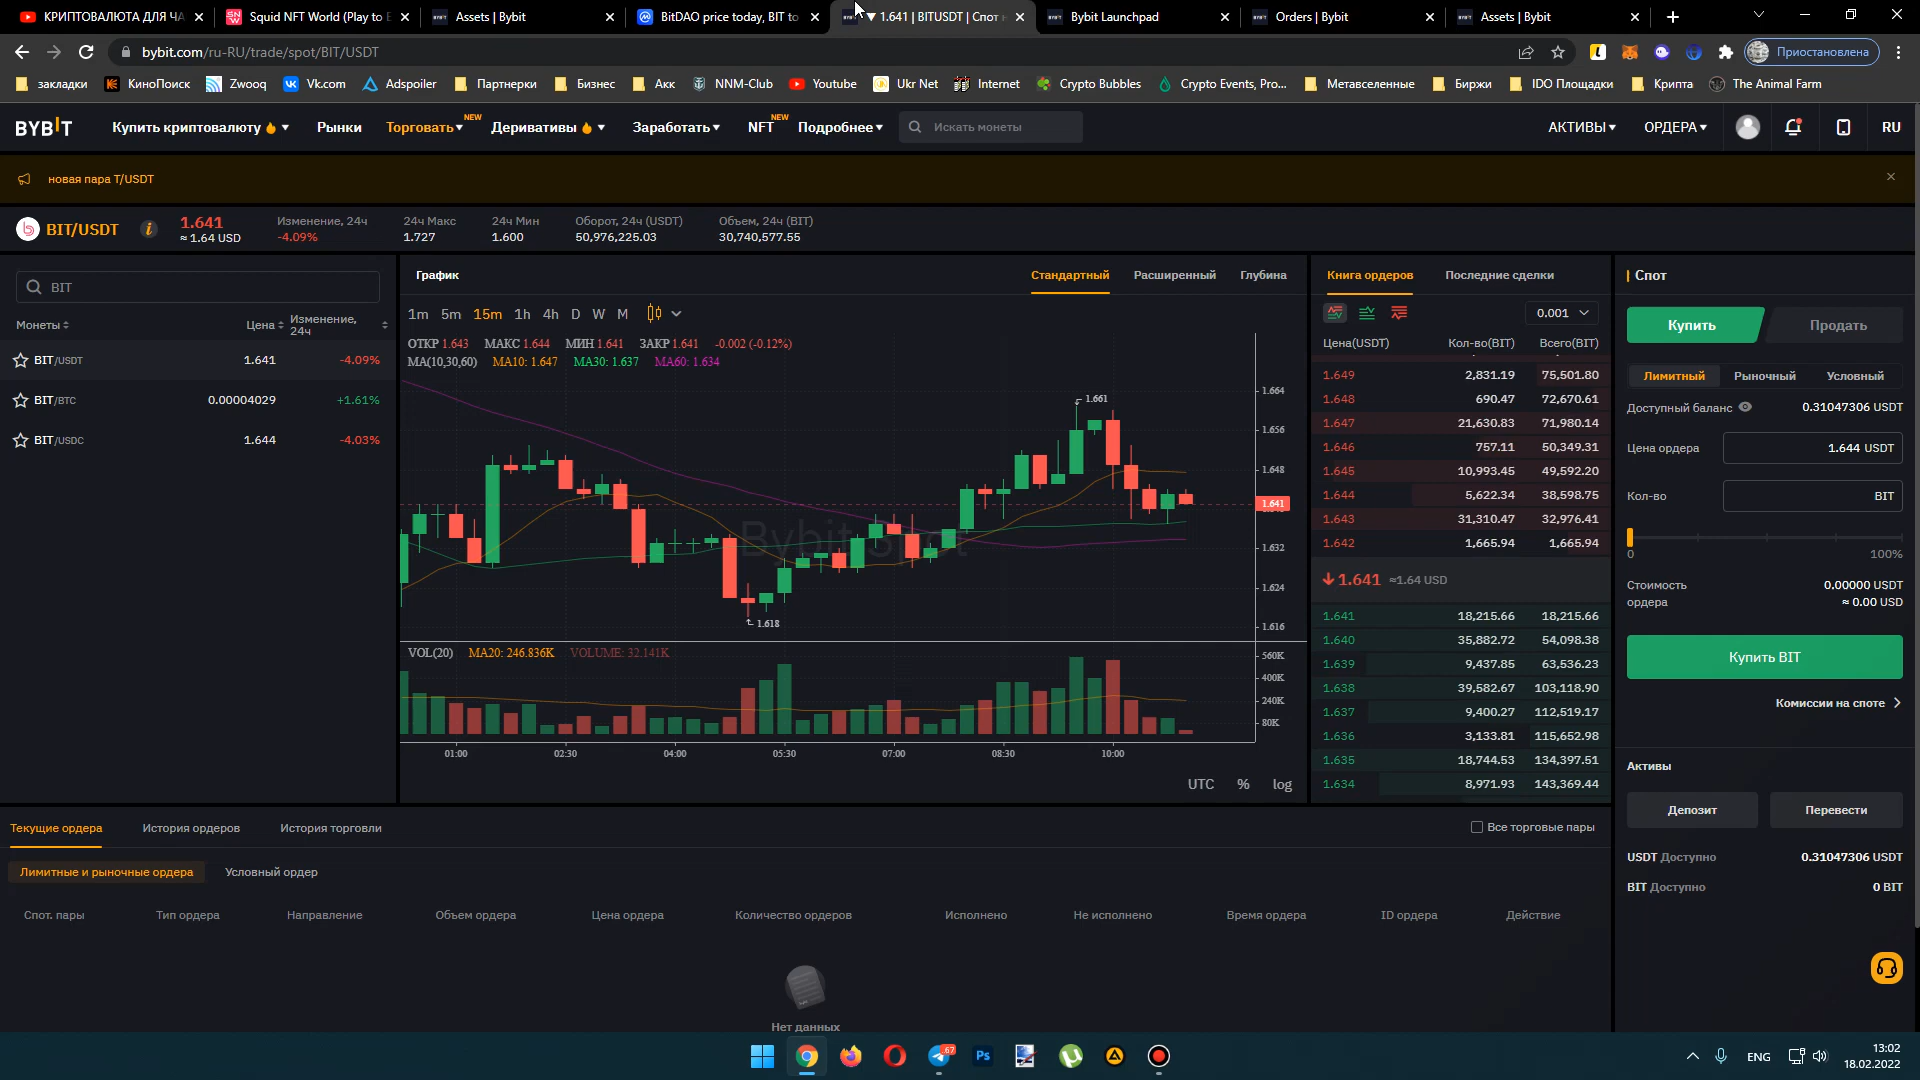 КРИПТОВАЛЮТА ДЛЯ ЧА
Squid NFT World (Play to E
Assets | Bybit
BitDAO price today, BIT to
▼ 1.641 | BITUSDT | Спот
Bybit Launchpad
Orders | Bybit
Assets | Bybit
bybit.com/ru-RU/trade/spot/BIT/USDT
Приостановлена
закладки
КиноПоиск
Zwooq
Vk.com
Adspoiler
Партнерки
Бизнес
Акк
NNM-Club
Youtube
Ukr Net
Internet
Crypto Bubbles
Crypto Events, Pro...
Метавселенные
Биржи
IDO Площадки
Крипта
The Animal Farm
BYBIT
Купить криптовалюту
Рынки
Торговать NEW
Деривативы
Заработать
NFT NEW
Подробнее
Искать монеты
АКТИВЫ
ОРДЕРА
RU
новая пара T/USDT
BIT/USDT
1.641
≈ 1.64 USD
Изменение, 24ч
-4.09%
24ч Макс
1.727
24ч Мин
1.600
Оборот, 24ч (USDT)
50,976,225.03
Объем, 24ч (BIT)
30,740,577.55
BIT
Монеты Цена Изменение, 24ч
BIT/USDT 1.641 -4.09%
BIT/BTC 0.00004029 +1.61%
BIT/USDC 1.644 -4.03%
График
Стандартный Расширенный Глубина
1m 5m 15m 1h 4h D W M
ОТКР 1.643 МАКС 1.644 МИН 1.641 ЗАКР 1.641 -0.002 (-0.12%)
MA(10,30,60) MA10: 1.647 MA30: 1.637 MA60: 1.634
1.661
1.618
Bybit Spot
1.664
1.656
1.648
1.641
1.632
1.624
1.616
VOL(20) MA20: 246.836K VOLUME: 32.141K
560K
400K
240K
80K
01:00 02:30 04:00 05:30 07:00 08:30 10:00
UTC % log
Книга ордеров Последние сделки
0.001
Цена(USDT) Кол-во(BIT) Всего(BIT)
1.649 2,831.19 75,501.80
1.648 690.47 72,670.61
1.647 21,630.83 71,980.14
1.646 757.11 50,349.31
1.645 10,993.45 49,592.20
1.644 5,622.34 38,598.75
1.643 31,310.47 32,976.41
1.642 1,665.94 1,665.94
1.641 ≈1.64 USD
1.641 18,215.66 18,215.66
1.640 35,882.72 54,098.38
1.639 9,437.85 63,536.23
1.638 39,582.67 103,118.90
1.637 9,400.27 112,519.17
1.636 3,133.81 115,652.98
1.635 18,744.53 134,397.51
1.634 8,971.93 143,369.44
Спот
Купить Продать
Лимитный Рыночный Условный
Доступный баланс 0.31047306 USDT
Цена ордера 1.644 USDT
Кол-во BIT
0 100%
Стоимость ордера 0.00000 USDT
≈ 0.00 USD
Купить BIT
Комиссии на споте
Активы
Депозит Перевести
USDT Доступно 0.31047306 USDT
BIT Доступно 0 BIT
Текущие ордера История ордеров История торговли
Все торговые пары
Лимитные и рыночные ордера Условный ордер
Спот. пары Тип ордера Направление Объем ордера Цена ордера Количество ордеров Исполнено Не исполнено Время ордера ID ордера Действие
Нет данных
67
Ps
ENG
13:02
18.02.2022